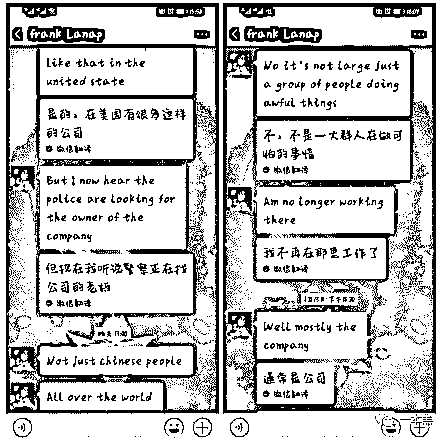 frank Lanap
Like that in the
united state
是的，在美国有很多这样
的公司
微信翻译
But I now hear the
police are looking for
the owner of the
company
但现在我听说警察正在找
公司的老板
微信翻译
Not just chinese people
All over the world
frank Lanap
No it's not large Just
a group of people doing
awful things
不，不是一大群人在做可
怕的事情
微信翻译
Am no longer working
there
我不再在那里工作了
微信翻译
Well mostly the
company
通常是公司
微信翻译